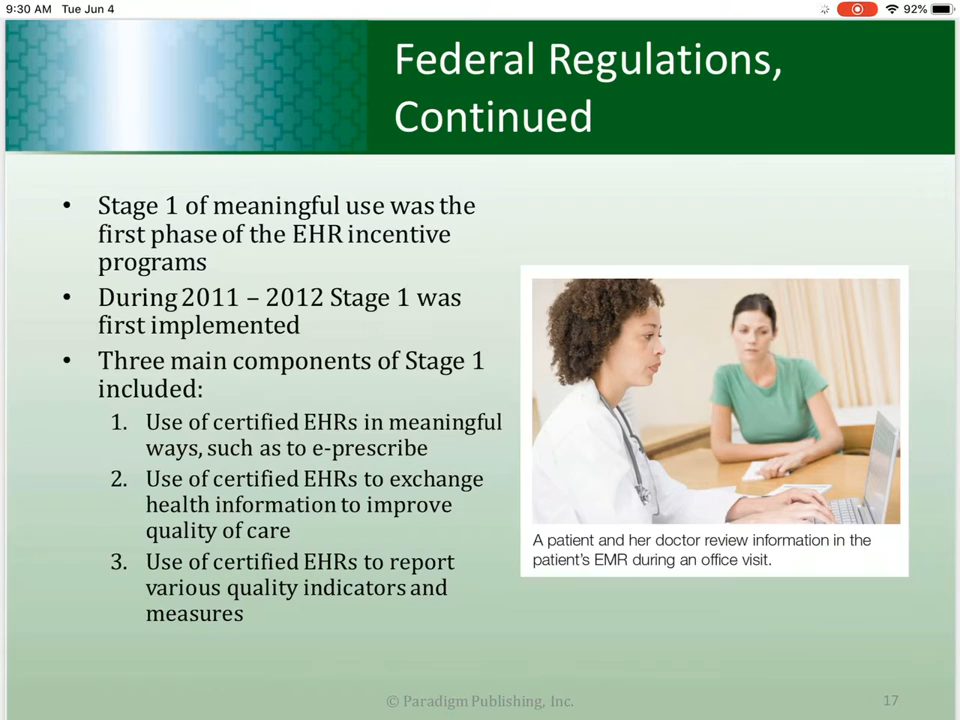 9:30 AM Tue Jun 4
92%
Federal Regulations,
Continued
• Stage 1 of meaningful use was the
first phase of the EHR incentive
programs
• During 2011 – 2012 Stage 1 was
first implemented
• Three main components of Stage 1
included:
1. Use of certified EHRs in meaningful
ways, such as to e-prescribe
2. Use of certified EHRs to exchange
health information to improve
quality of care
3. Use of certified EHRs to report
various quality indicators and
measures
A patient and her doctor review information in the
patient's EMR during an office visit.
© Paradigm Publishing, Inc.
17